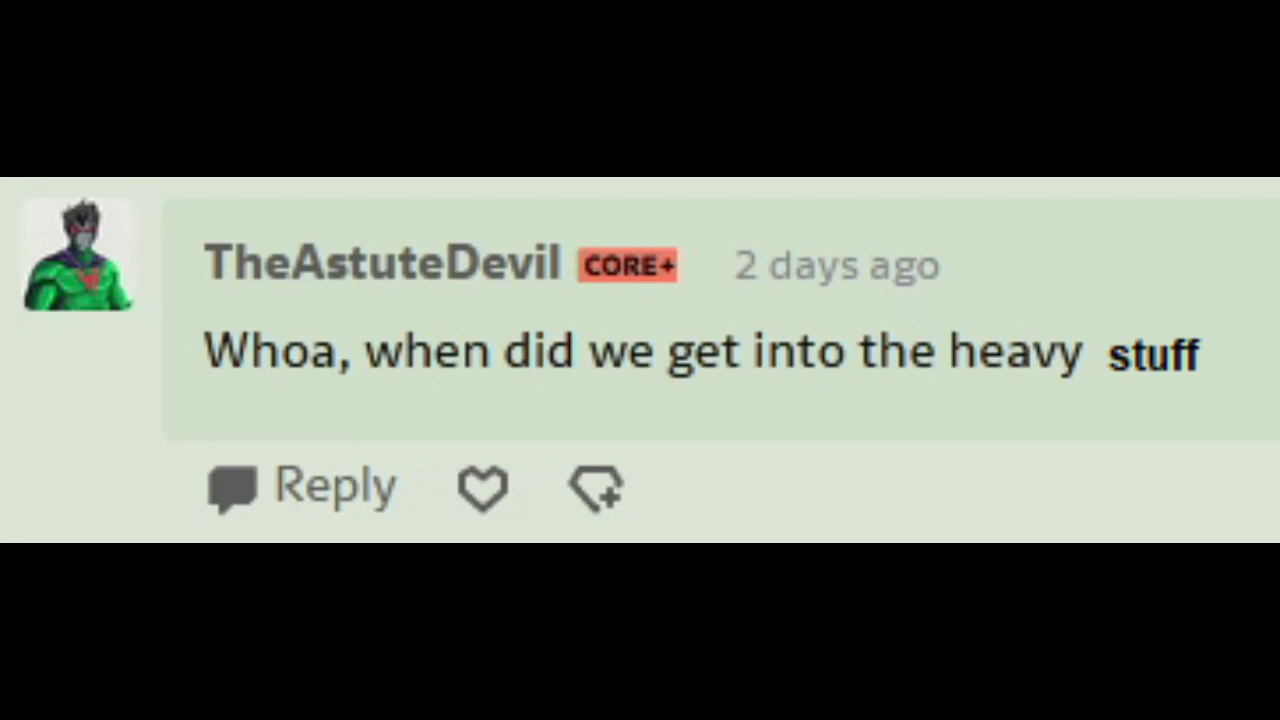 TheAstuteDevil CORE+ 2 days ago
Whoa, when did we get into the heavy stuff
Reply